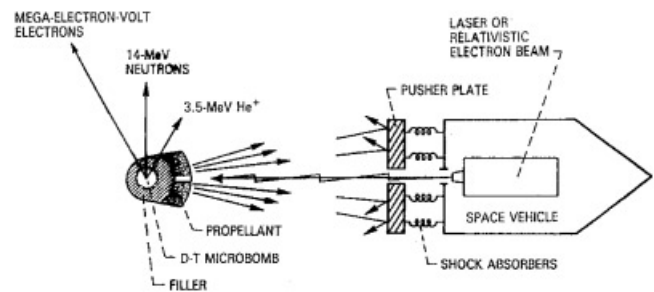 MEGA-ELECTRON-VOLT
ELECTRONS
14-MeV
NEUTRONS
3.5-MeV He+
LASER OR
RELATIVISTIC
ELECTRON BEAM
PUSHER PLATE
SPACE VEHICLE
PROPELLANT
D-T MICROBOMB
FILLER
SHOCK ABSORBERS